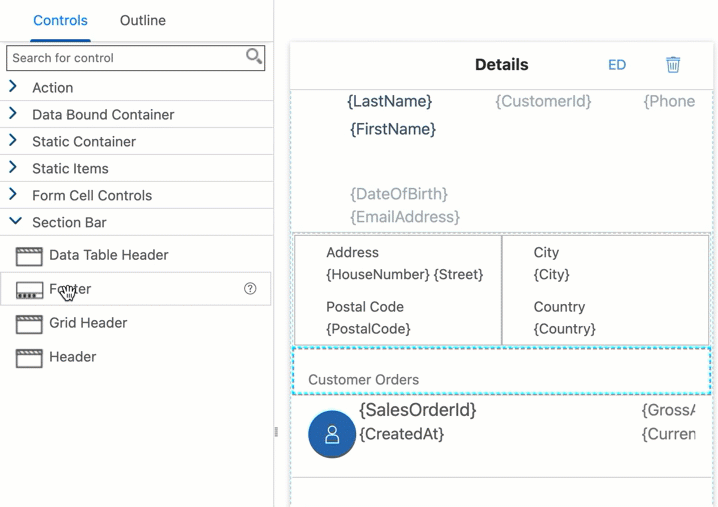 Controls
Outline
Search for control
Action
Data Bound Container
Static Container
Static Items
Form Cell Controls
Section Bar
Data Table Header
Footer
Grid Header
Header
Details
ED
{LastName}
{CustomerId}
{Phone
{FirstName}
{DateOfBirth}
{EmailAddress}
Address
{HouseNumber} {Street}
Postal Code
{PostalCode}
City
{City}
Country
{Country}
Customer Orders
{SalesOrderId}
{GrossA
{CreatedAt}
{Curren